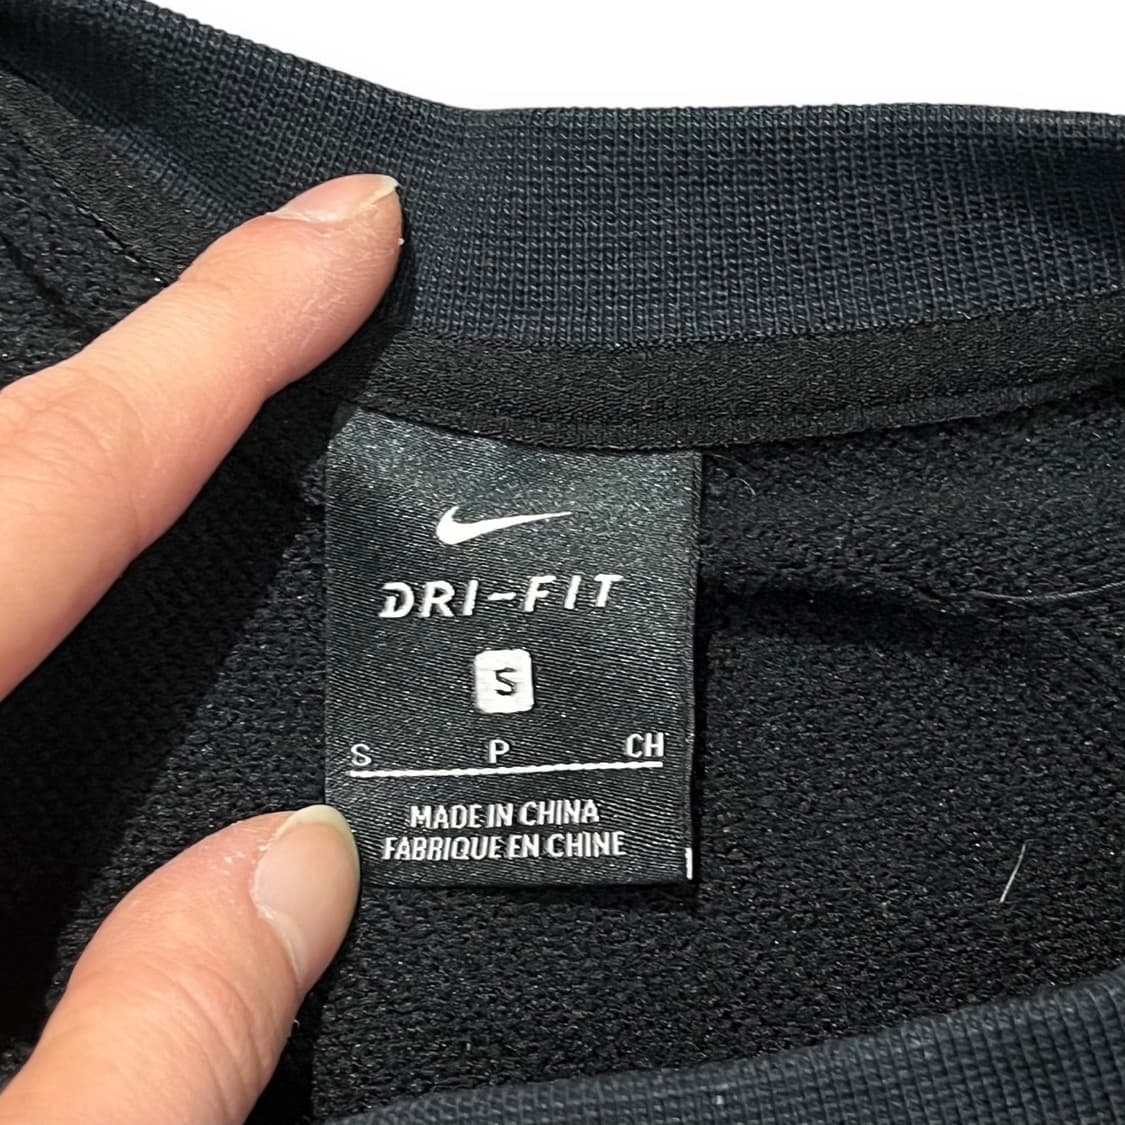 DRI-FIT
S
S P CH
MADE IN CHINA
FABRIQUE EN CHINE